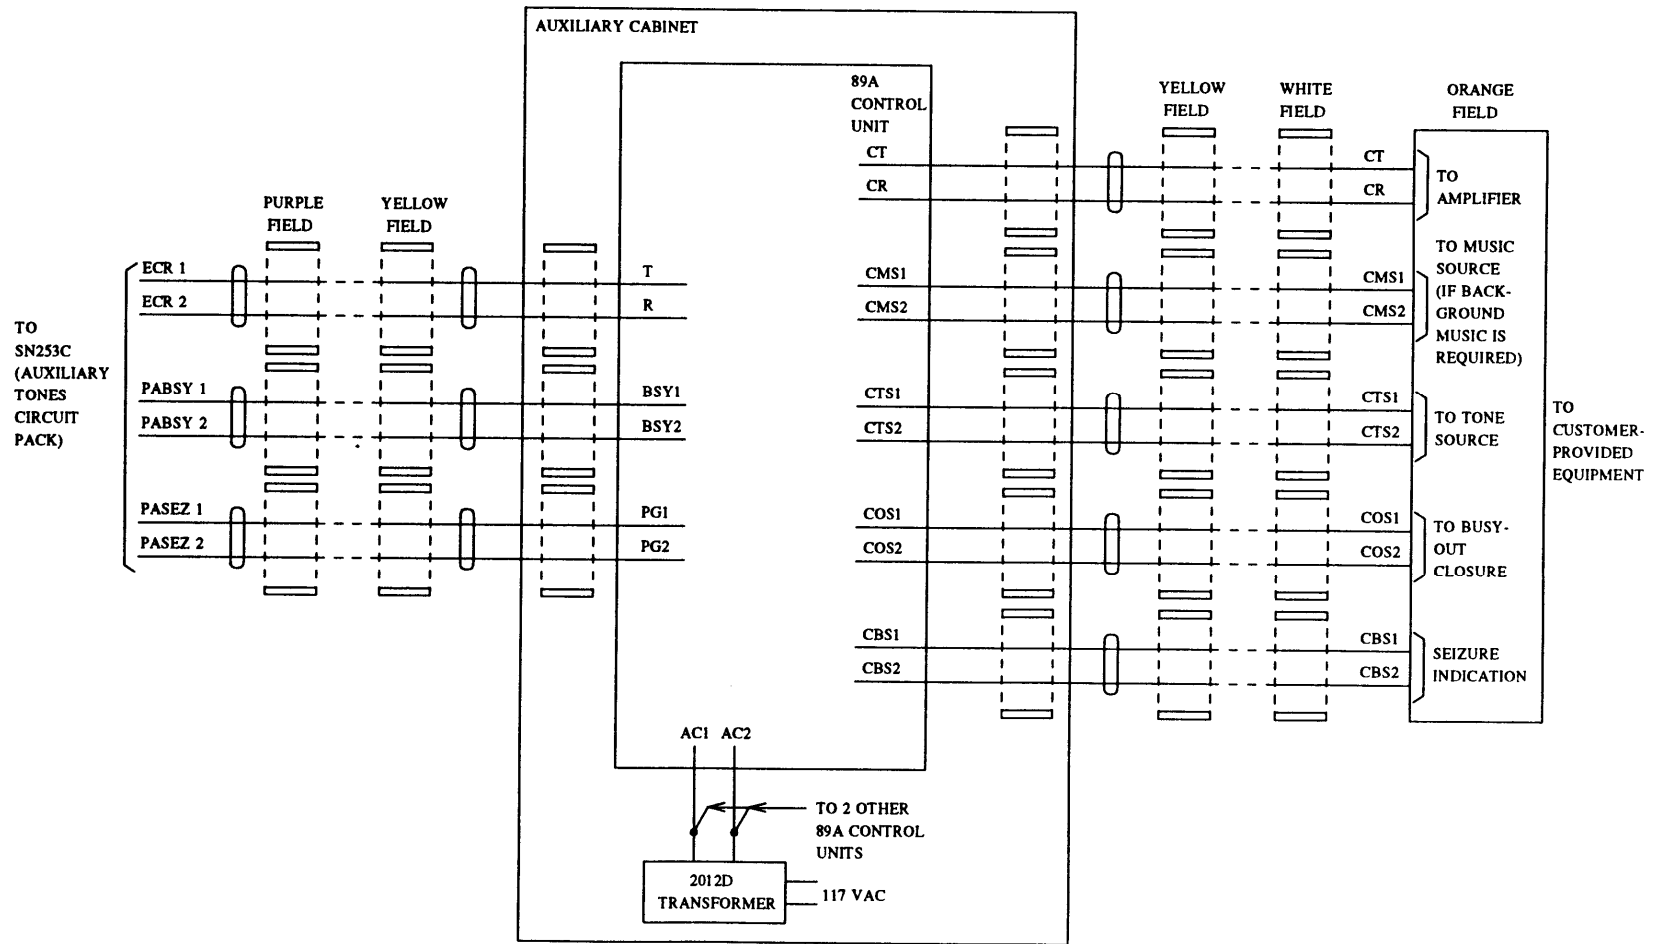 AUXILIARY CABINET
89A
CONTROL
UNIT
PURPLE
FIELD
YELLOW
FIELD
YELLOW
FIELD
WHITE
FIELD
ORANGE
FIELD
TO
SN253C
(AUXILIARY
TONES
CIRCUIT
PACK)
ECR 1
ECR 2
PABSY 1
PABSY 2
PASEZ 1
PASEZ 2
T
R
BSY1
BSY2
PG1
PG2
CT
CR
CMS1
CMS2
CTS1
CTS2
COS1
COS2
CBS1
CBS2
CT
CR
CMS1
CMS2
CTS1
CTS2
COS1
COS2
CBS1
CBS2
TO
AMPLIFIER
TO MUSIC
SOURCE
(IF BACK-
GROUND
MUSIC IS
REQUIRED)
TO TONE
SOURCE
TO BUSY-
OUT
CLOSURE
SEIZURE
INDICATION
TO
CUSTOMER-
PROVIDED
EQUIPMENT
AC1 AC2
TO 2 OTHER
89A CONTROL
UNITS
2012D
TRANSFORMER
117 VAC